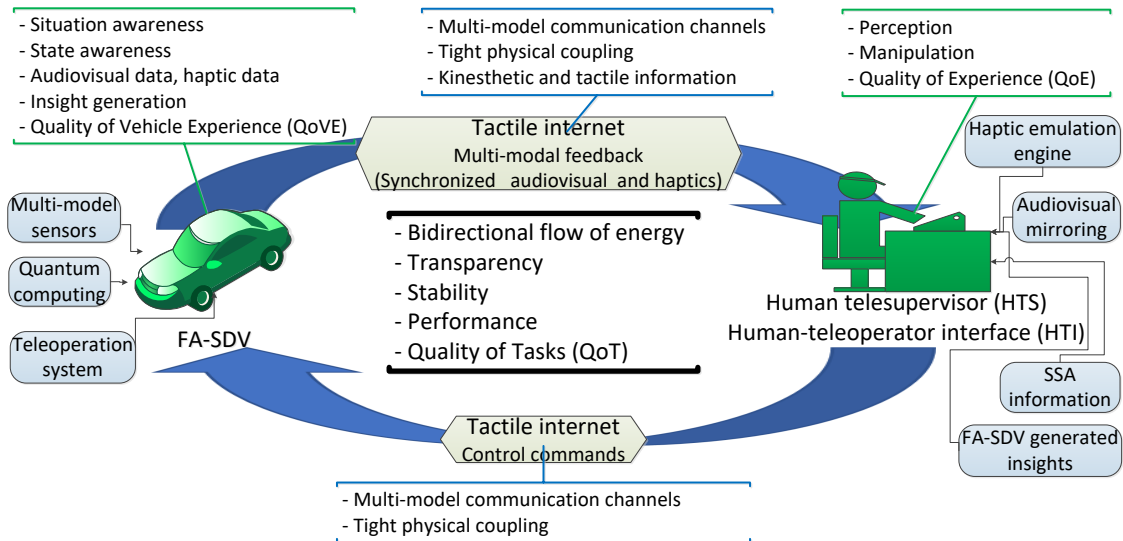 - Situation awareness
- State awareness
- Audiovisual data, haptic data
- Insight generation
- Quality of Vehicle Experience (QoVE)
- Multi-model communication channels
- Tight physical coupling
- Kinesthetic and tactile information
- Perception
- Manipulation
- Quality of Experience (QoE)
Tactile internet
Multi-modal feedback
(Synchronized audiovisual and haptics)
Haptic emulation
engine
Audiovisual
mirroring
Multi-model
sensors
Quantum
computing
Teleoperation
system
FA-SDV
- Bidirectional flow of energy
- Transparency
- Stability
- Performance
- Quality of Tasks (QoT)
Human telesupervisor (HTS)
Human-teleoperator interface (HTI)
SSA
information
FA-SDV generated
insights
Tactile internet
Control commands
- Multi-model communication channels
- Tight physical coupling